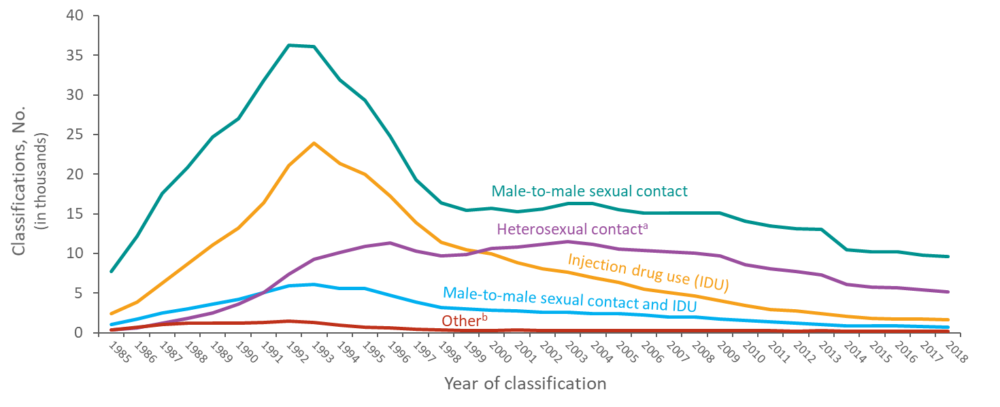 40
35
30
25
20
15
10
5
0
Classifications, No.
(in thousands)
Male-to-male sexual contact
Heterosexual contactᵃ
Injection drug use (IDU)
Male-to-male sexual contact and IDU
Otherᵇ
1985 1986 1987 1988 1989 1990 1991 1992 1993 1994 1995 1996 1997 1998 1999 2000 2001 2002 2003 2004 2005 2006 2007 2008 2009 2010 2011 2012 2013 2014 2015 2016 2017 2018
Year of classification